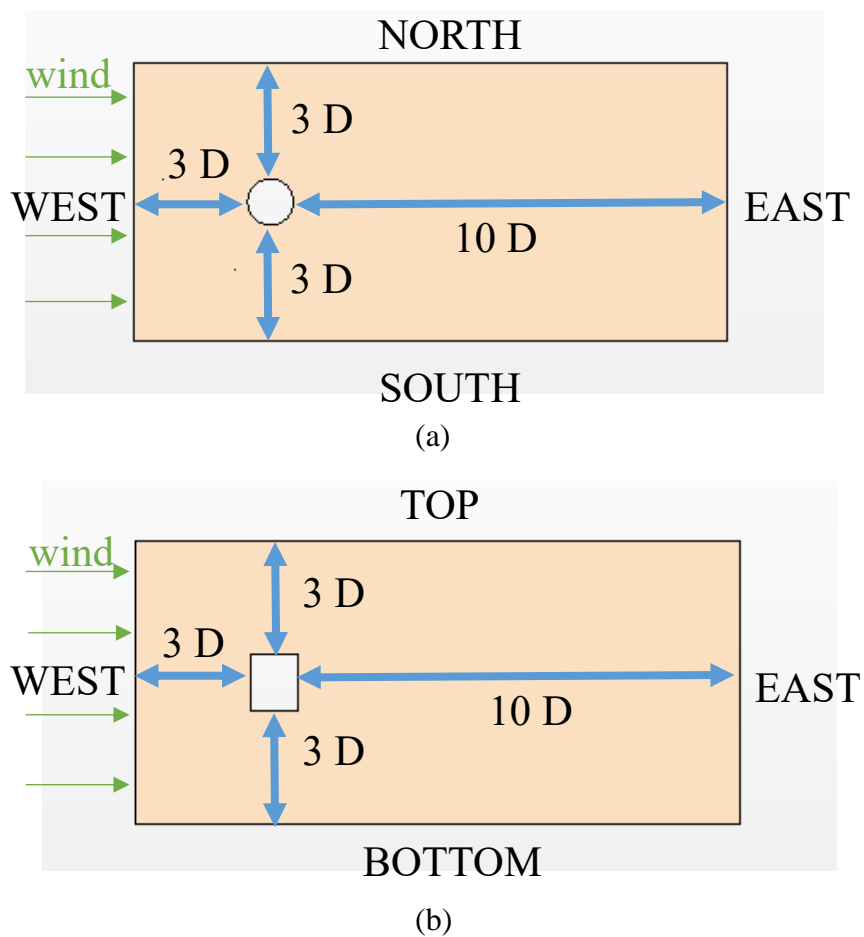 NORTH
wind
3 D
3 D
WEST
EAST
10 D
3 D
SOUTH
(a)
TOP
wind
3 D
3 D
WEST
EAST
10 D
3 D
BOTTOM
(b)